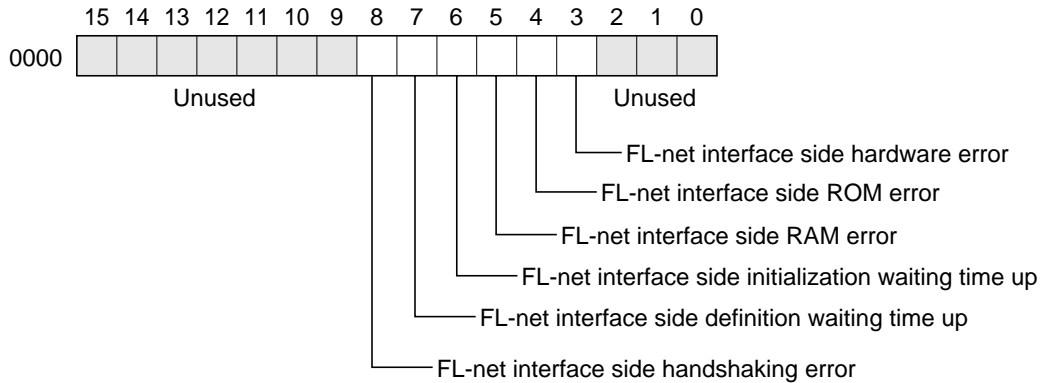 15 14 13 12 11 10 9 8 7 6 5 4 3 2 1 0
0000
Unused Unused
FL-net interface side hardware error
FL-net interface side ROM error
FL-net interface side RAM error
FL-net interface side initialization waiting time up
FL-net interface side definition waiting time up
FL-net interface side handshaking error